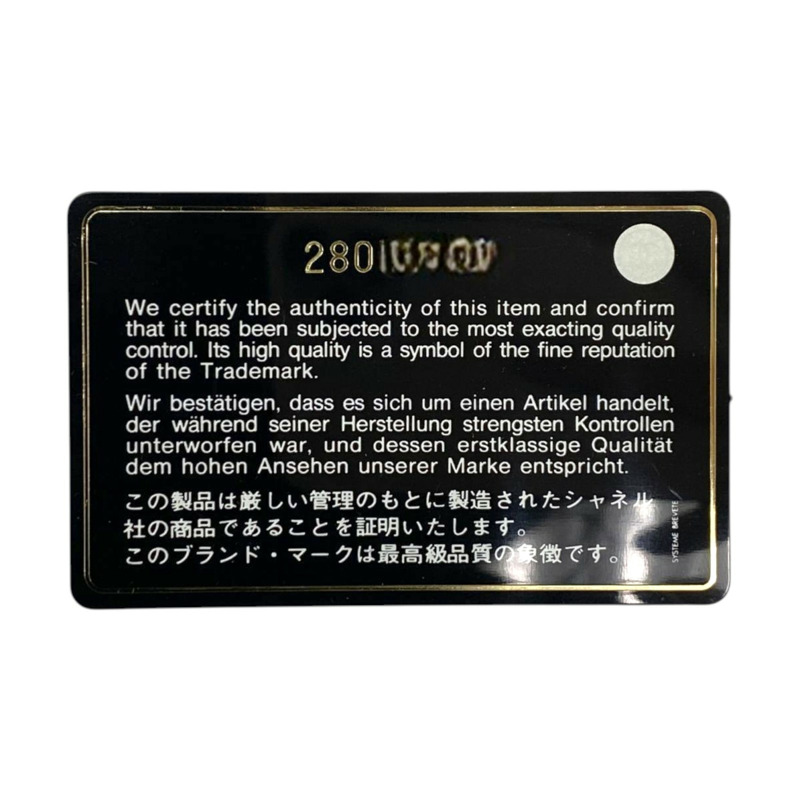 280
We certify the authenticity of this item and confirm
that it has been subjected to the most exacting quality
control. Its high quality is a symbol of the fine reputation
of the Trademark.
Wir bestätigen, dass es sich um einen Artikel handelt,
der während seiner Herstellung strengsten Kontrollen
unterworfen war, und dessen erstklassige Qualität
dem hohen Ansehen unserer Marke entspricht.
この製品は厳しい管理のもとに製造されたシャネル
社の商品であることを証明いたします。
このブランド・マークは最高級品質の象徴です。
SYSTEME BREVETE